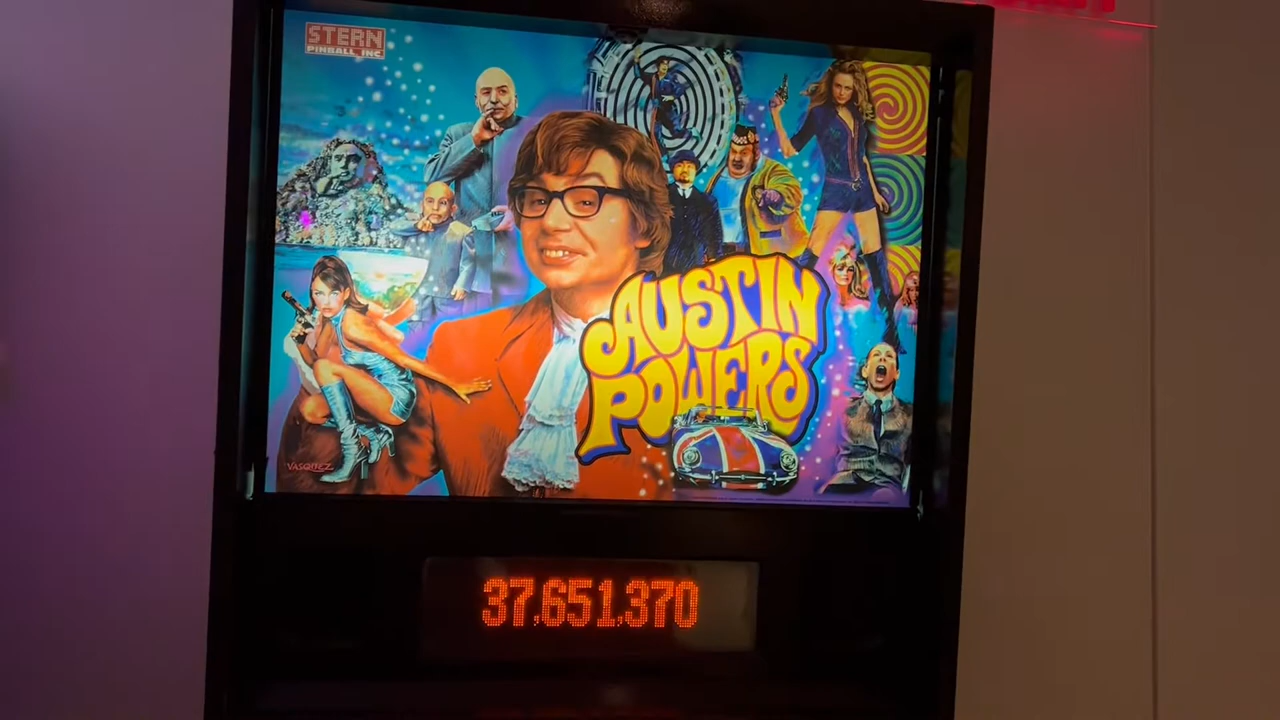 STERN
PINBALL, INC.
AUSTIN
POWERS
VASQUEZ
37,651,370